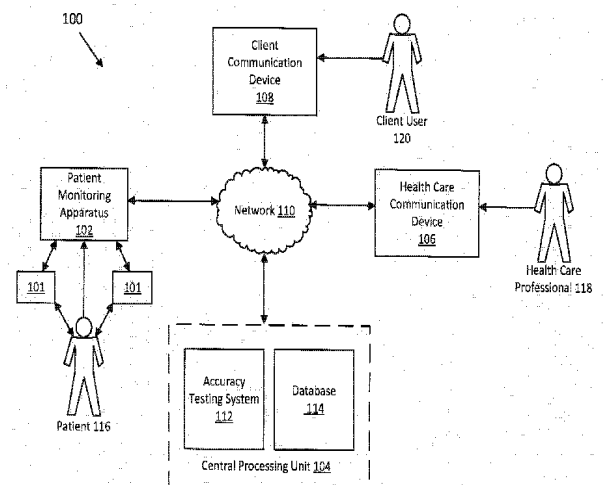 100
Client
Communication
Device
108
Client User
120
Patient
Monitoring
Apparatus
102
Network 110
Health Care
Communication
Device
106
Health Care
Professional 118
101
101
Patient 116
Accuracy
Testing System
112
Database
114
Central Processing Unit 104